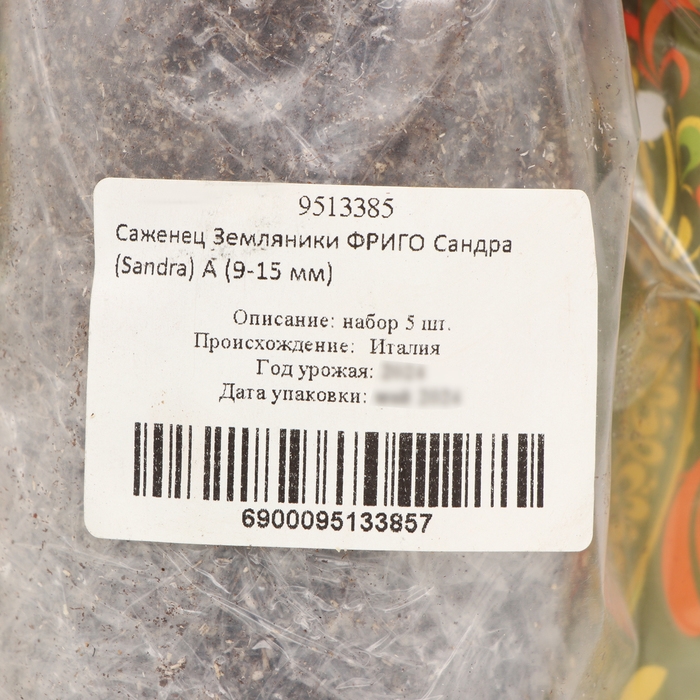 9513385
Саженец Земляники ФРИГО Сандра
(Sandra) А (9-15 мм)
Описание: набор 5 шт.
Происхождение: Италия
Год урожая:
Дата упаковки:
6900095133857